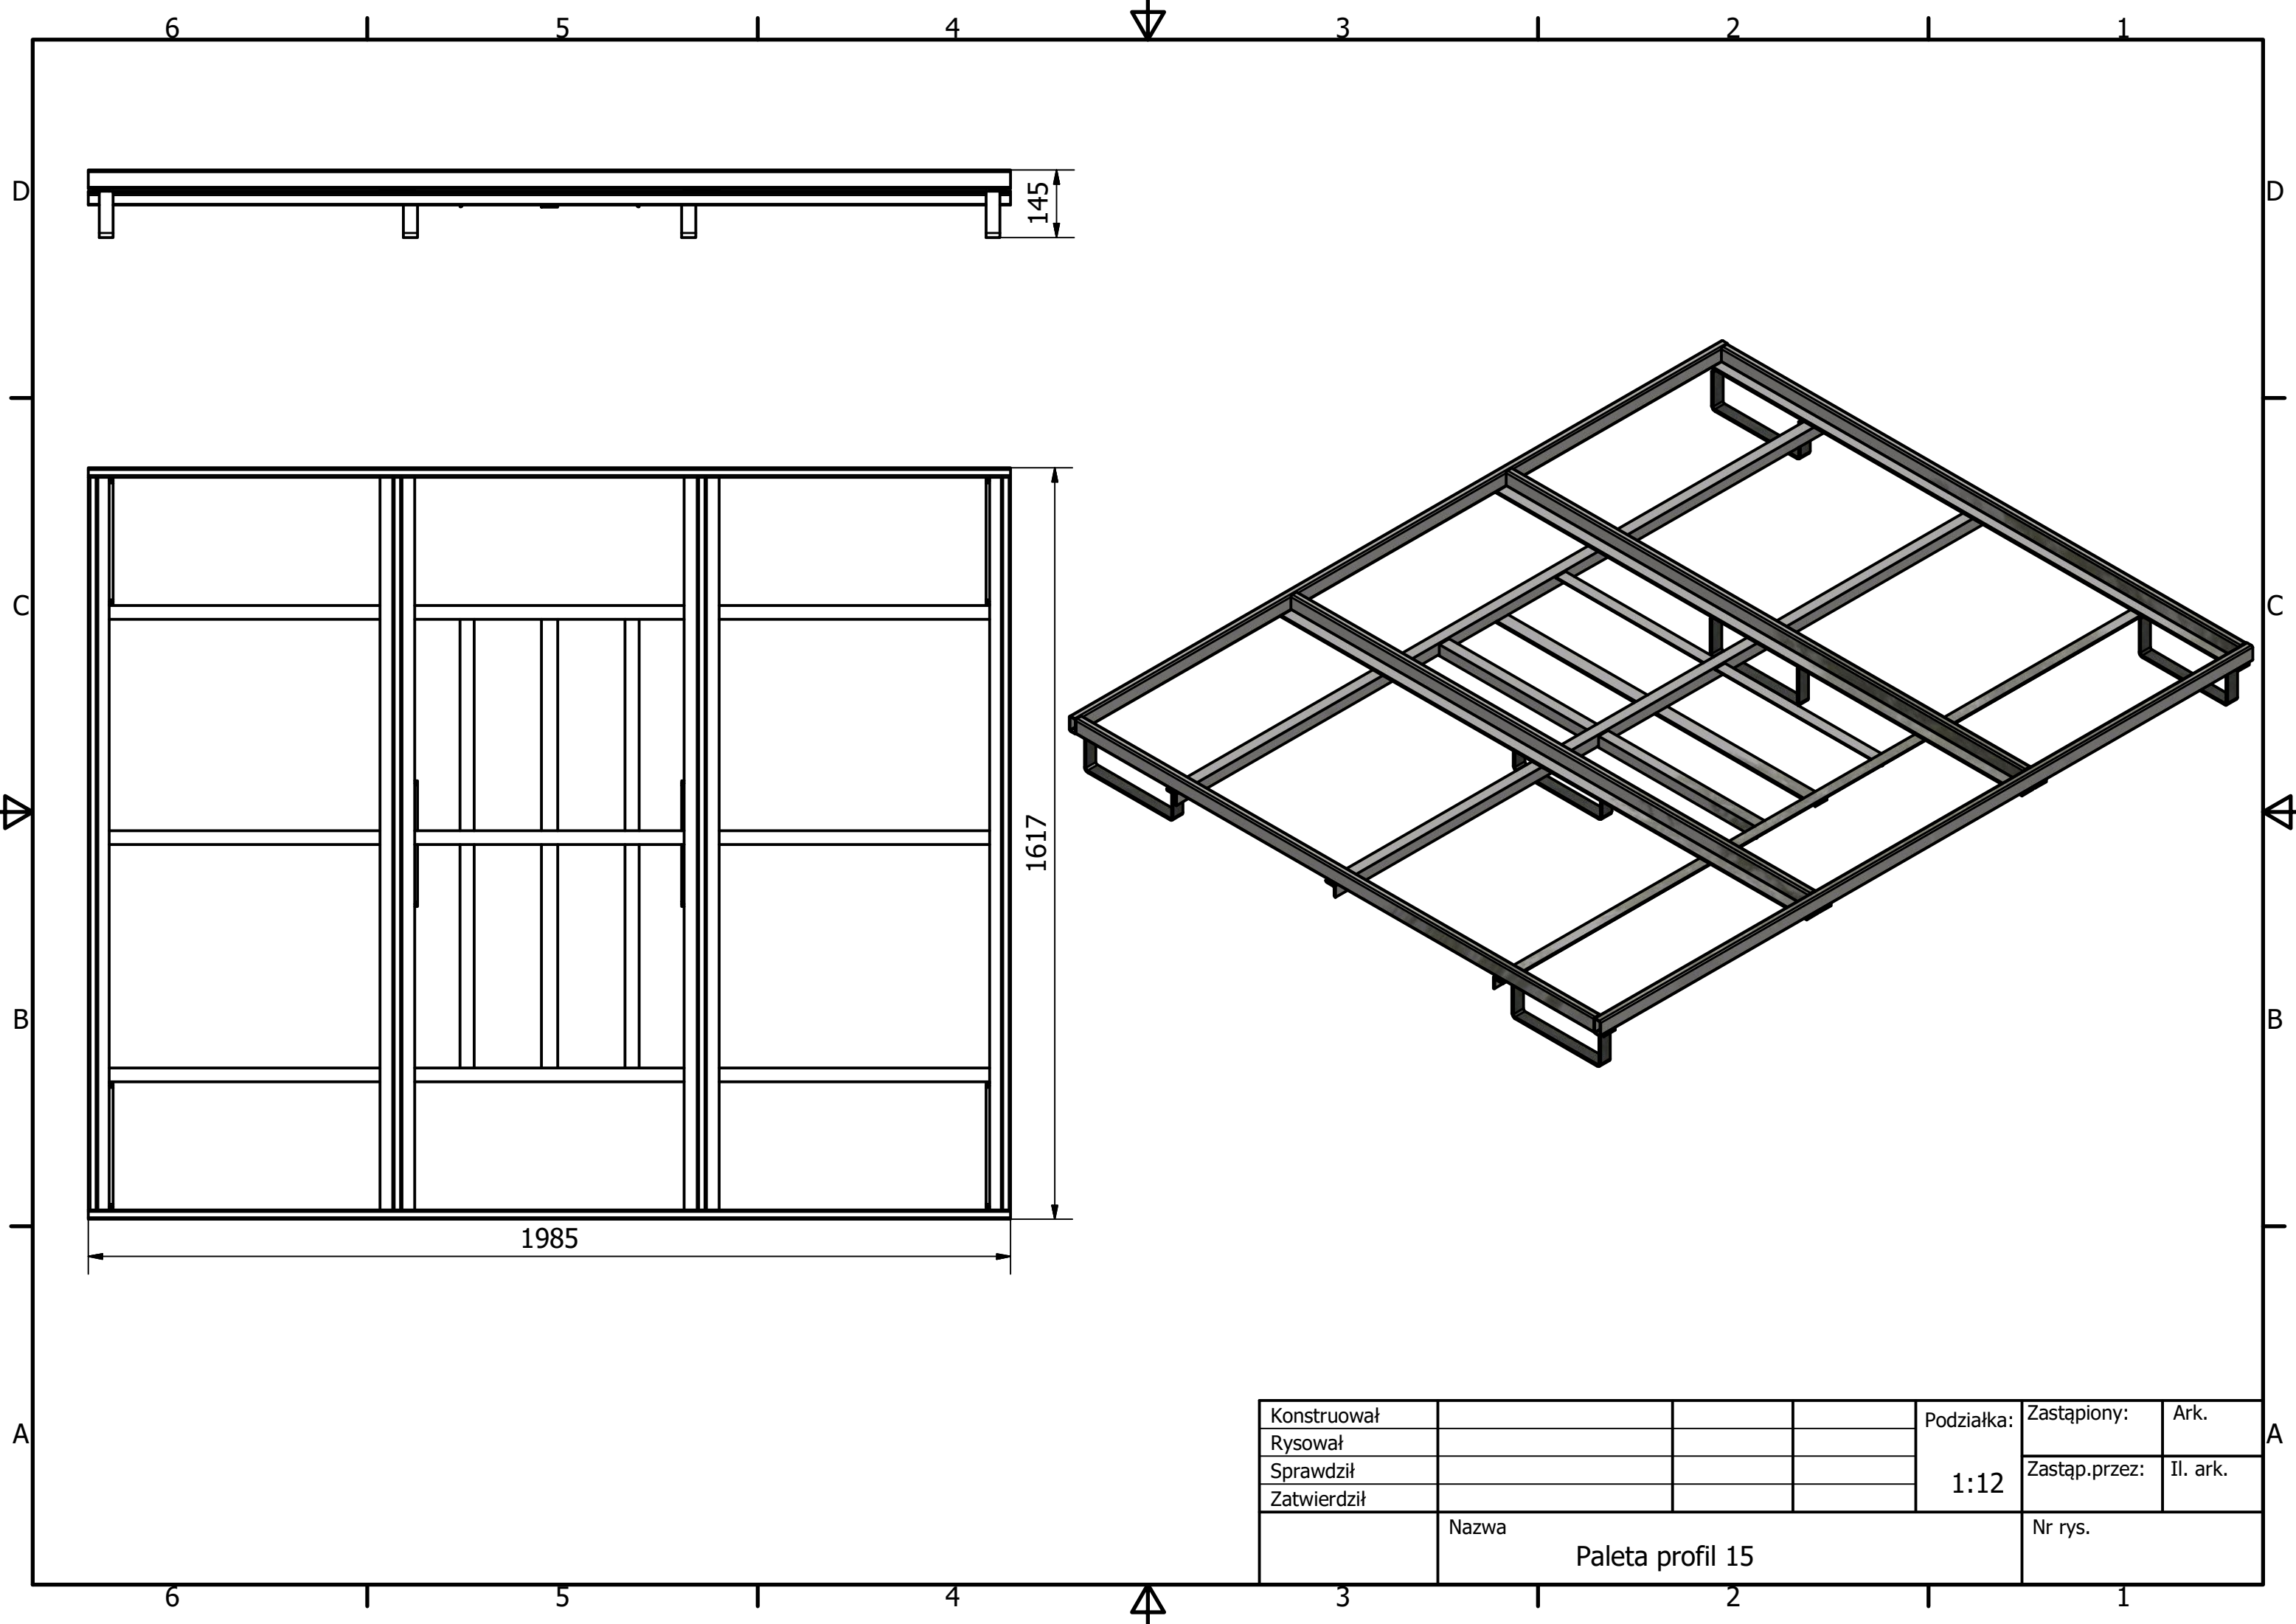 6 5 4 3 2 1
D D
145
C C
1617
B B
1985
A A
Konstruował
Rysował
Sprawdził
Zatwierdził
Podziałka:
1:12
Zastąpiony:
Ark.
Zastąp.przez:
Il. ark.
Nazwa
Paleta profil 15
Nr rys.
6 5 4 3 2 1